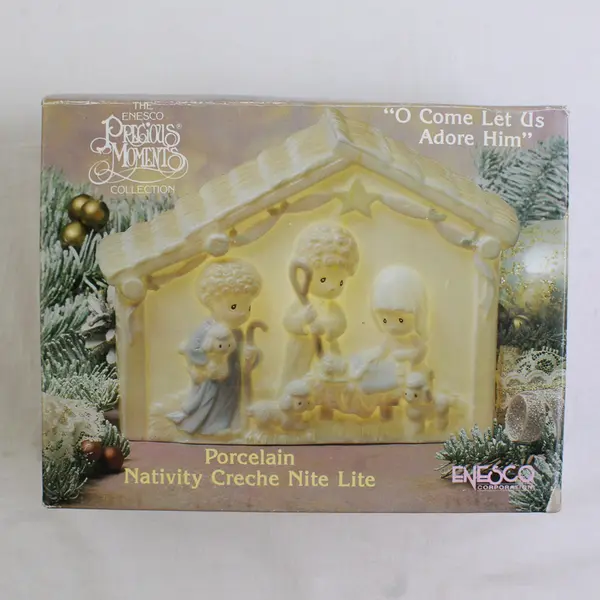 THE
ENESCO
PRECIOUS®
MOMENTS
COLLECTION
"O Come Let Us
Adore Him"
Porcelain
Nativity Creche Nite Lite
ENESCO
CORPORATION